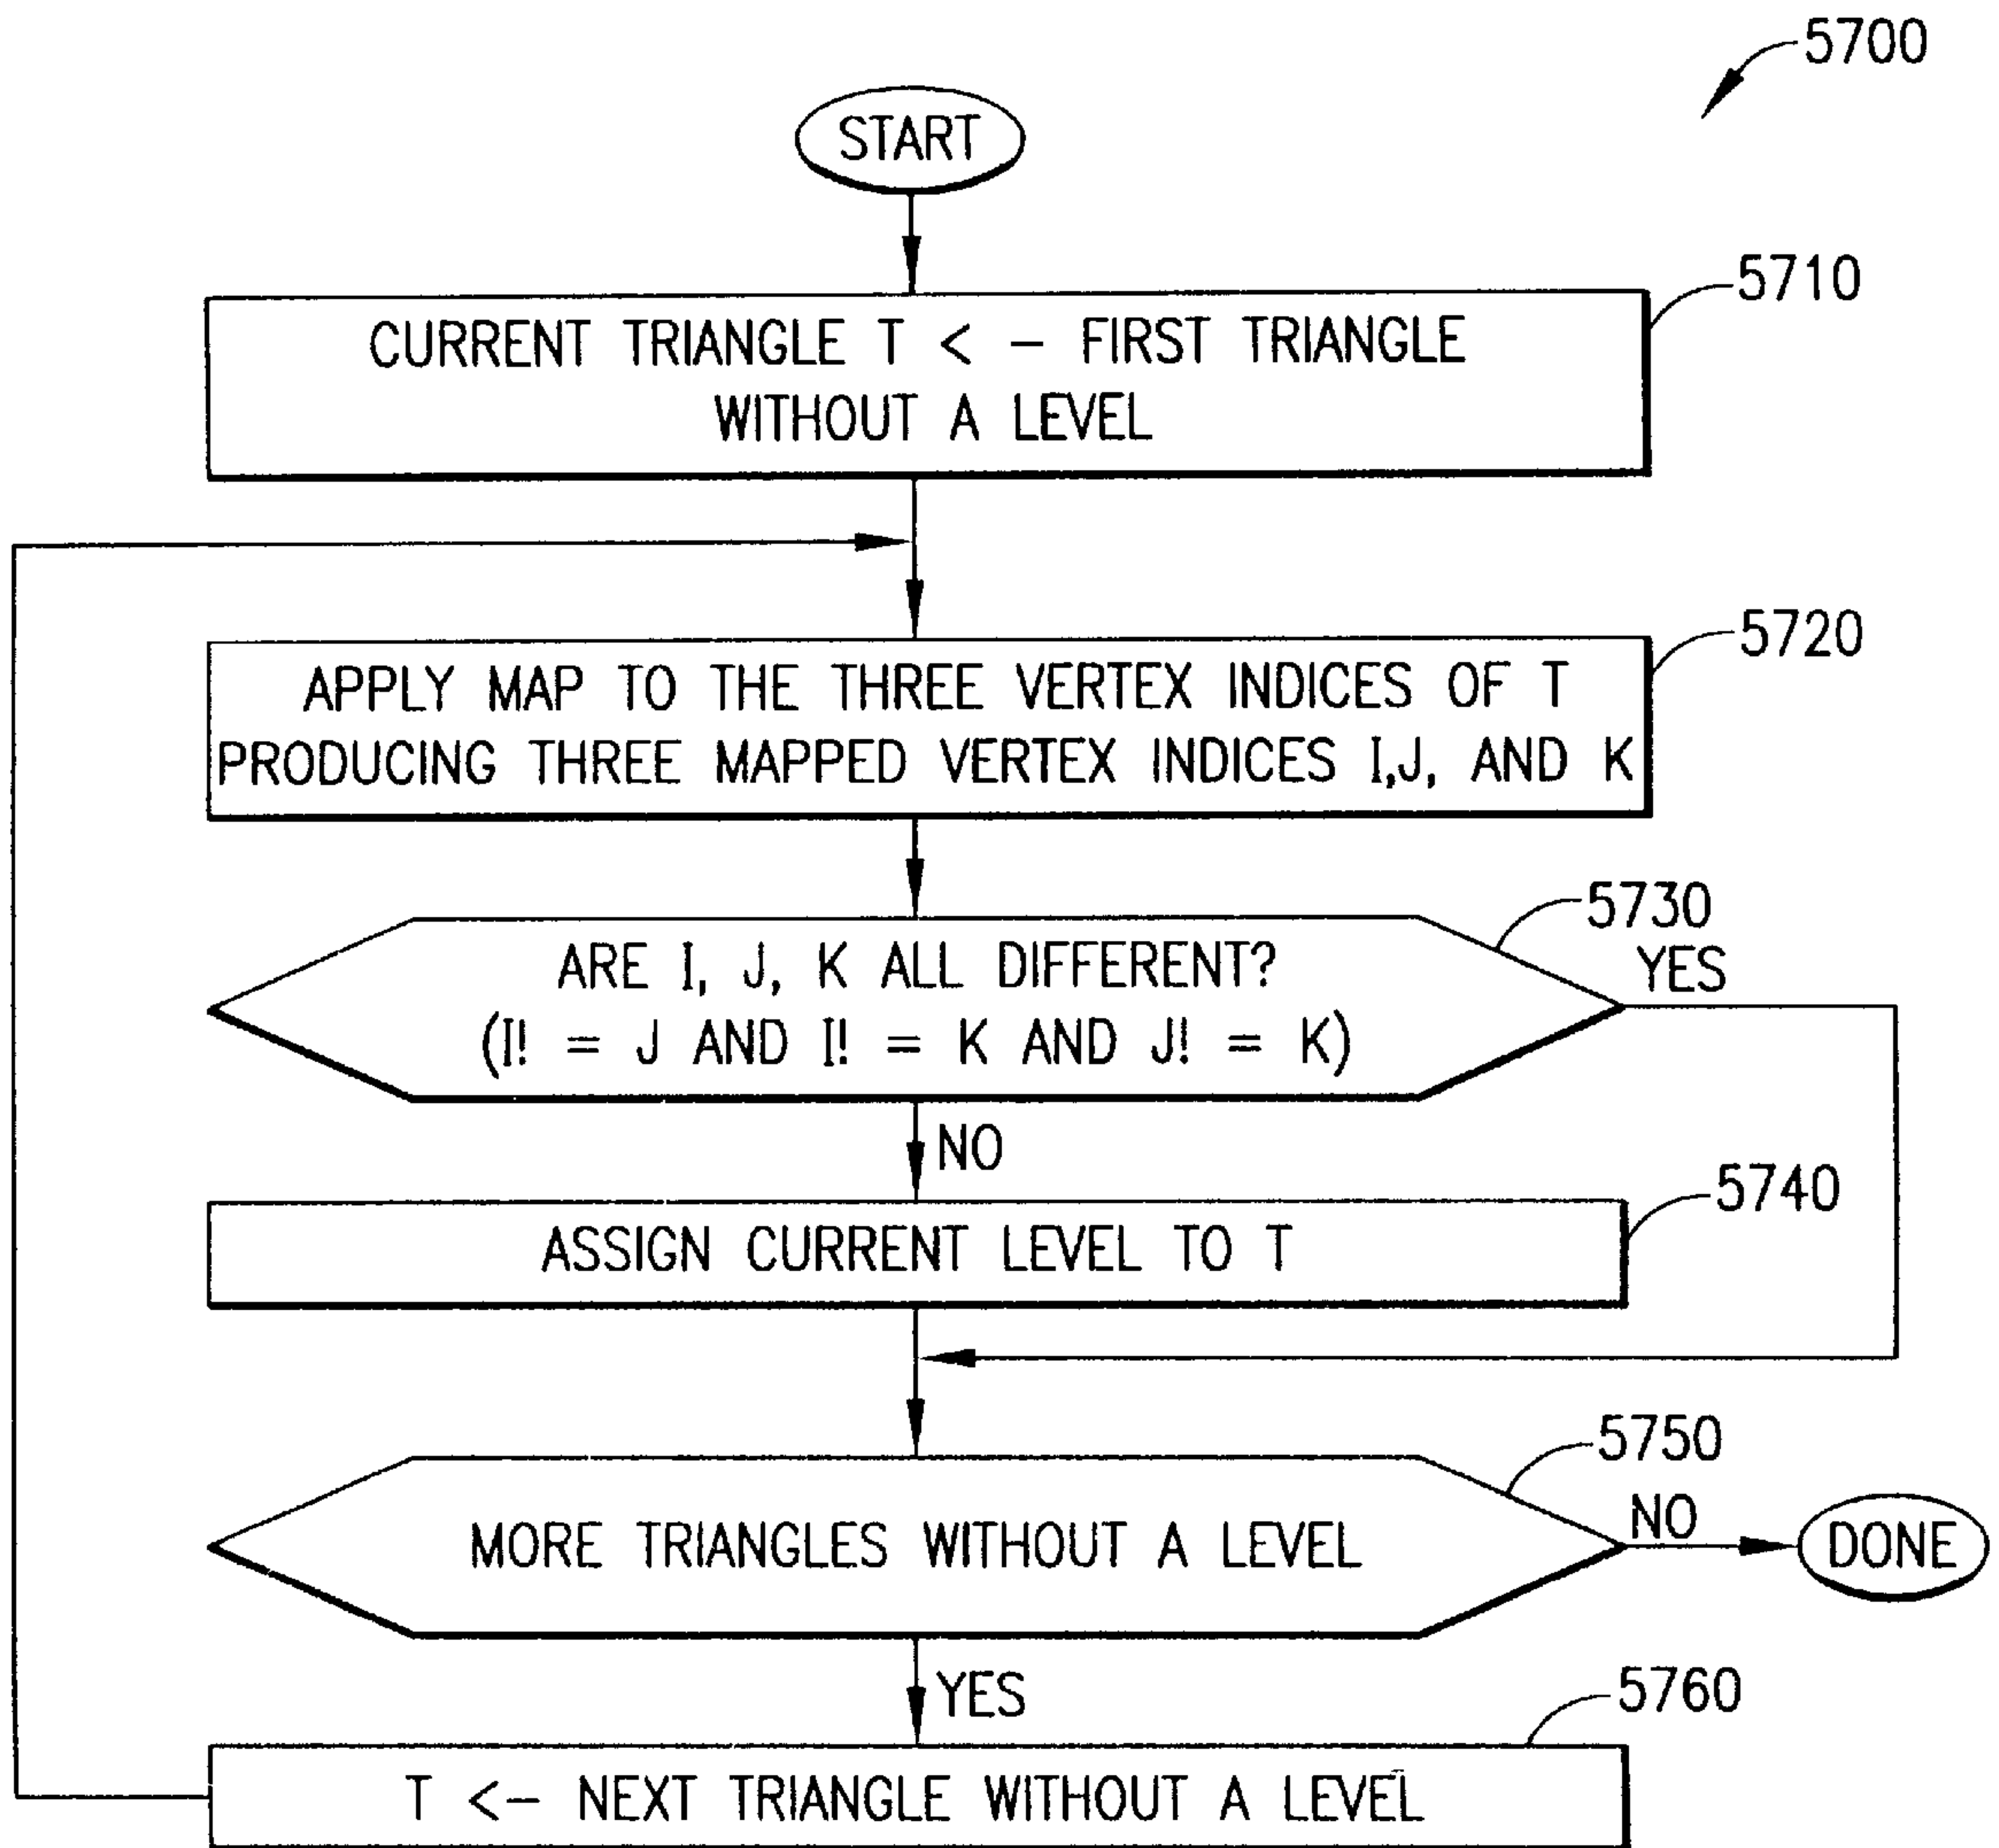 5700
START
5710
CURRENT TRIANGLE T < - FIRST TRIANGLE
WITHOUT A LEVEL
5720
APPLY MAP TO THE THREE VERTEX INDICES OF T
PRODUCING THREE MAPPED VERTEX INDICES I,J, AND K
5730
ARE I, J, K ALL DIFFERENT?
(I! = J AND I! = K AND J! = K)
YES
NO
5740
ASSIGN CURRENT LEVEL TO T
5750
MORE TRIANGLES WITHOUT A LEVEL
NO
DONE
YES
5760
T <- NEXT TRIANGLE WITHOUT A LEVEL